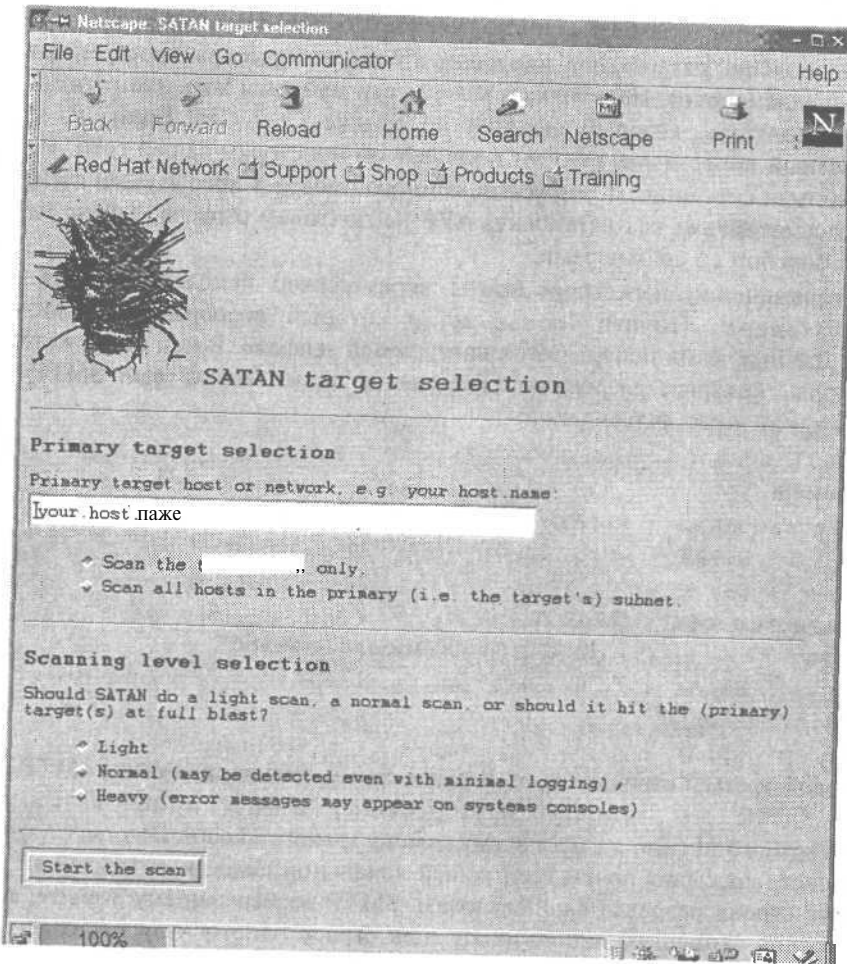 Netscape: SATAN target selection
File Edit View Go Communicator Help
Back Forward Reload Home Search Netscape Print
Red Hat Network Support Shop Products Training
SATAN target selection
Primary target selection
Primary target host or network, e.g. your.host.name:
your.host.паже
Scan the t ,, only.
Scan all hosts in the primary (i.e. the target's) subnet.
Scanning level selection
Should SATAN do a light scan, a normal scan, or should it hit the (primary)
target(s) at full blast?
Light
Normal (may be detected even with minimal logging),
Heavy (error messages may appear on systems consoles)
Start the scan
100%